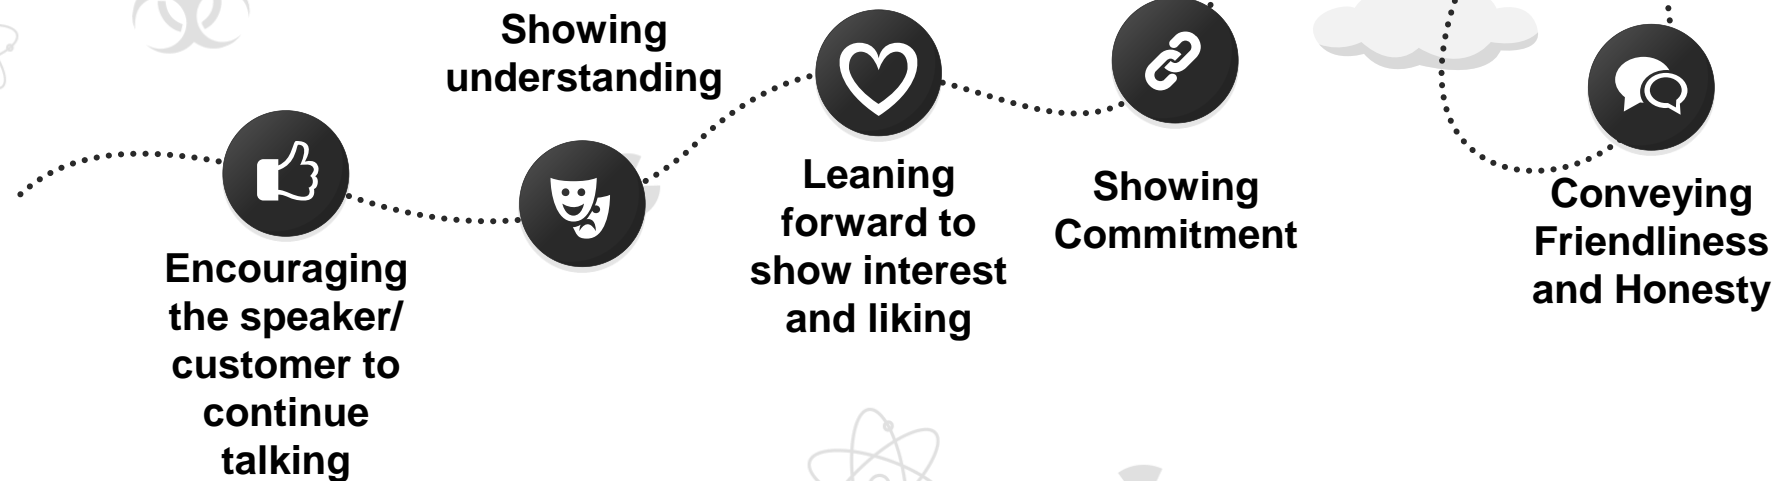 Encouraging
the speaker/
customer to
continue
talking
Showing
understanding
Leaning
forward to
show interest
and liking
Showing
Commitment
Conveying
Friendliness
and Honesty